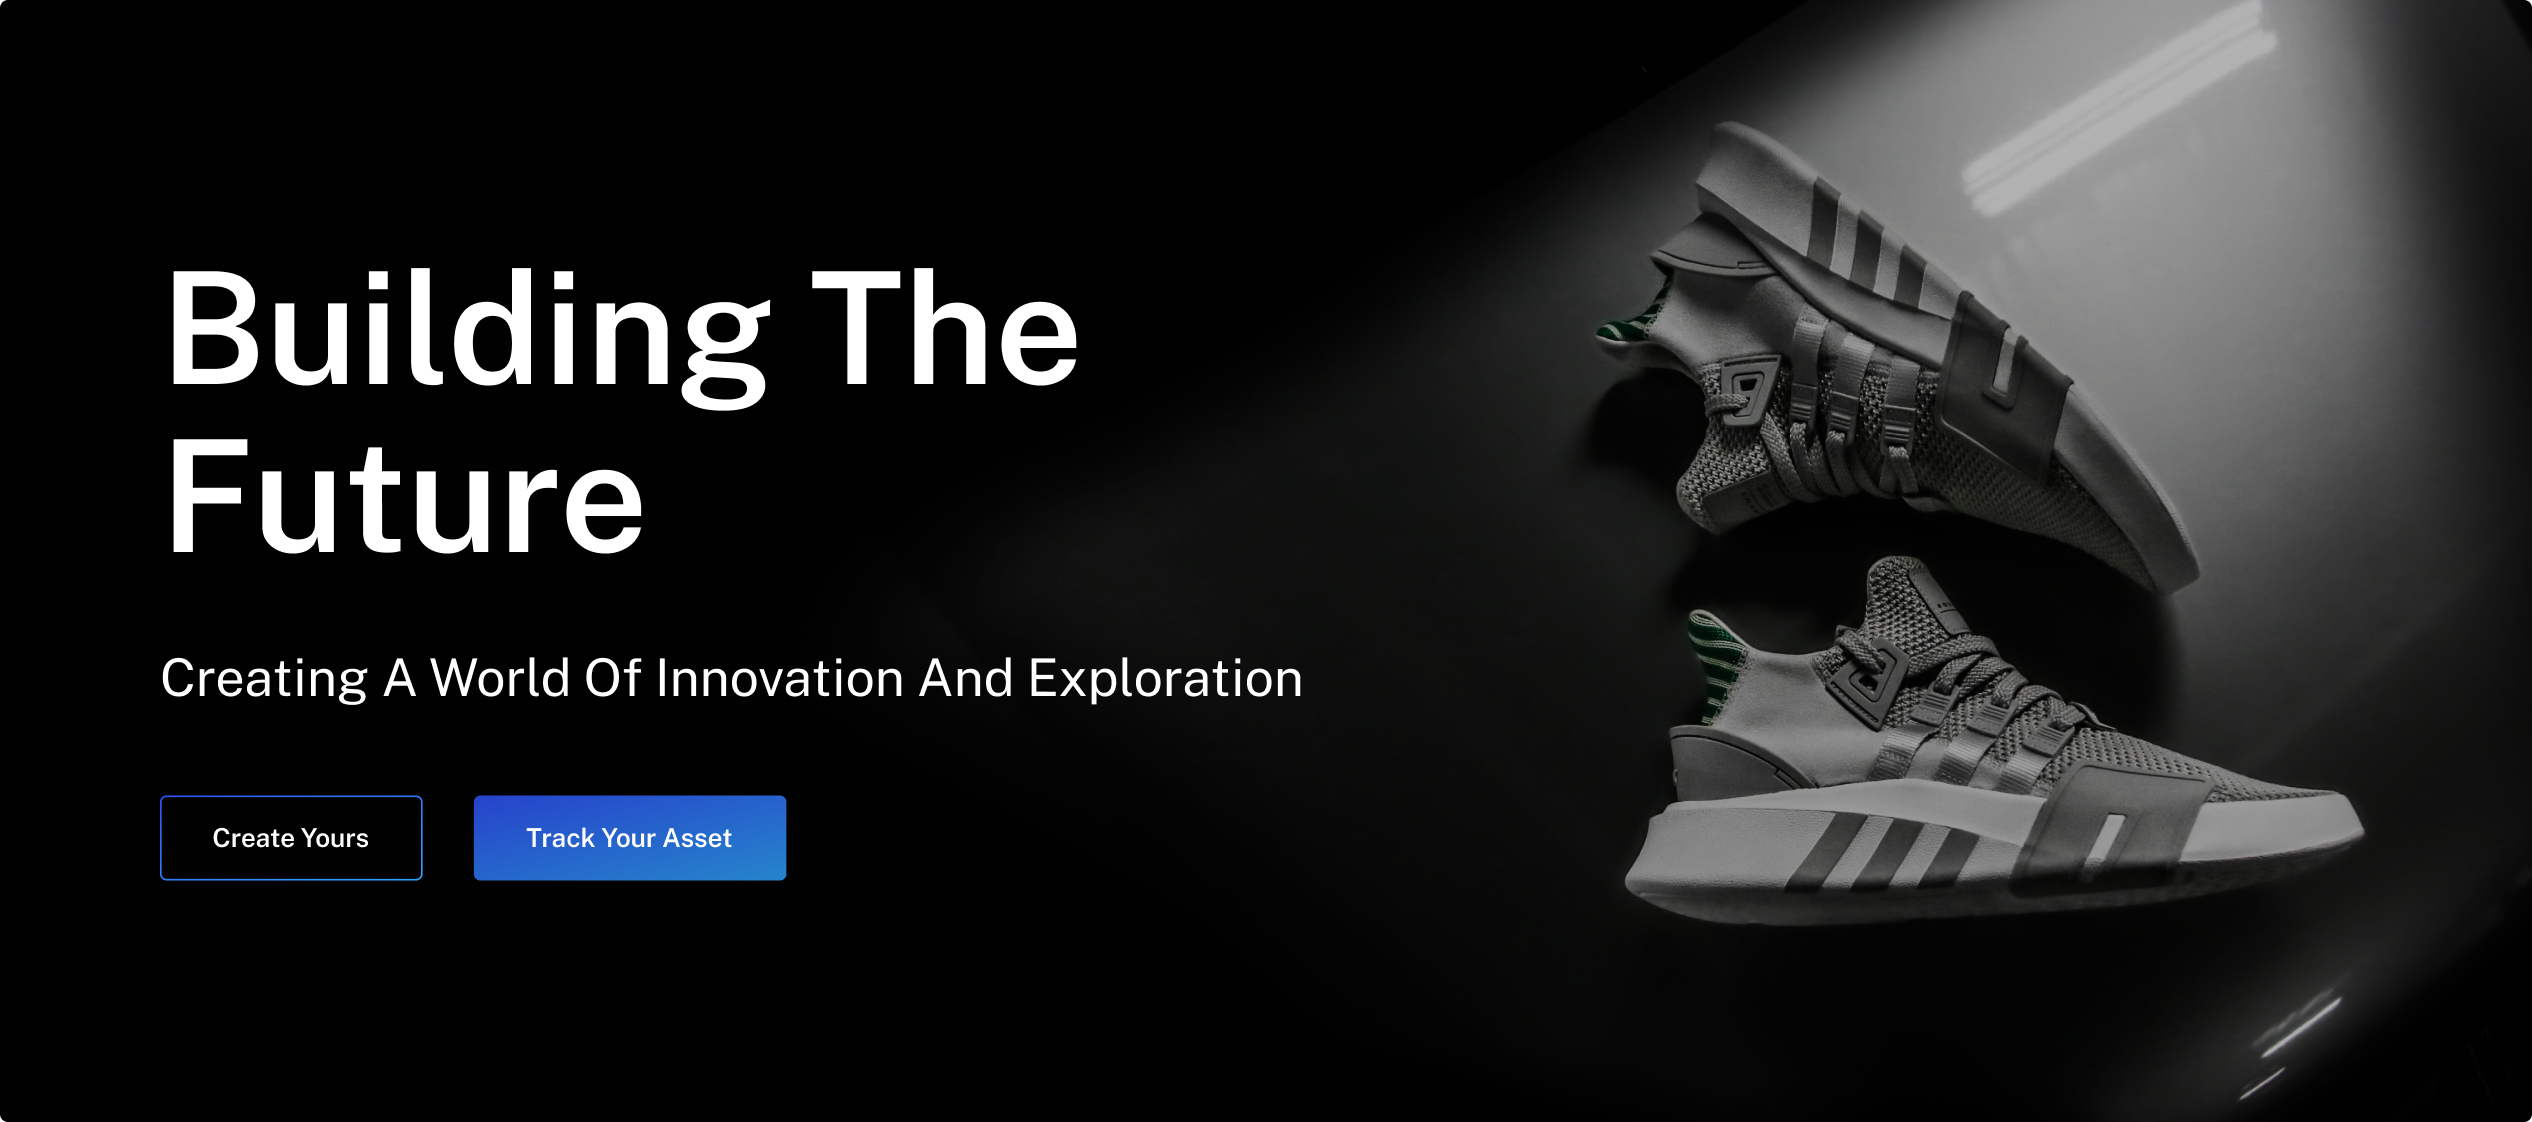 Building The
Future
Creating A World Of Innovation And Exploration
Create Yours
Track Your Asset